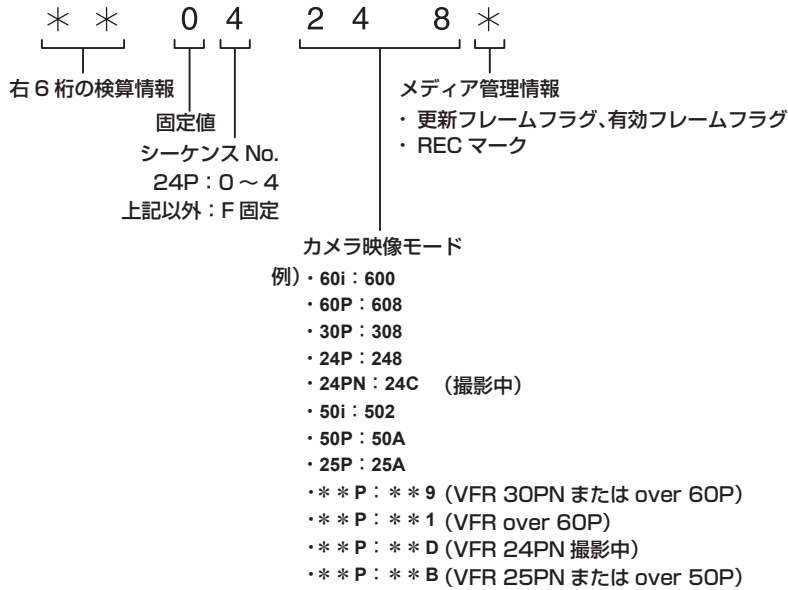 ＊ ＊ 0 4 2 4 8 ＊
右 6 桁の検算情報
メディア管理情報
・ 更新フレームフラグ、有効フレームフラグ
・ REC マーク
固定値
シーケンス No.
24P：0 ～ 4
上記以外：F 固定
カメラ映像モード
例）・60i：600
・60P：608
・30P：308
・24P：248
・24PN：24C （撮影中）
・50i：502
・50P：50A
・25P：25A
・＊＊P：＊＊9（VFR 30PN または over 60P）
・＊＊P：＊＊1（VFR over 60P）
・＊＊P：＊＊D（VFR 24PN 撮影中）
・＊＊P：＊＊B（VFR 25PN または over 50P）